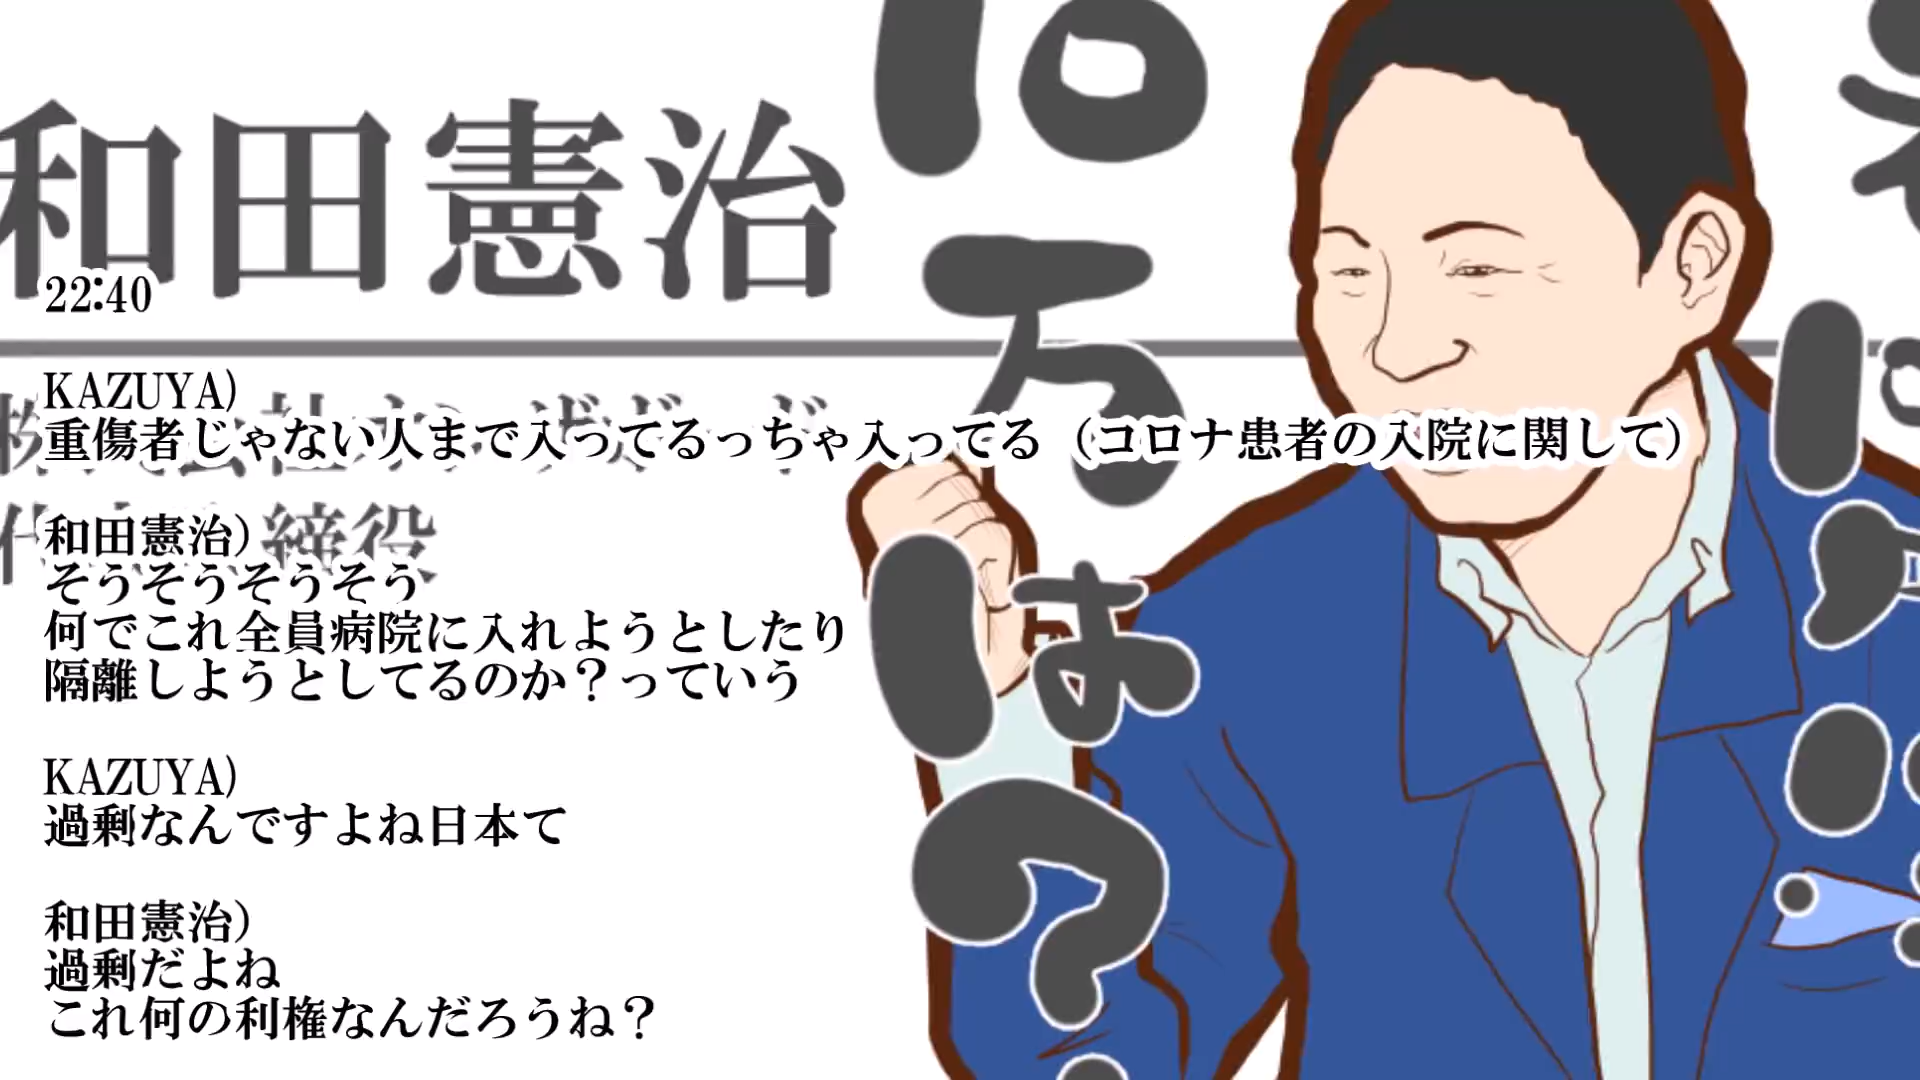 和田憲治
22:40
KAZUYA)
重傷者じゃない人まで入ってるっちゃ入ってる（コロナ患者の入院に関して）
和田憲治)
そうそうそうそう
何でこれ全員病院に入れようとしたり
隔離しようとしてるのか？っていう
KAZUYA)
過剰なんですよね日本て
和田憲治)
過剰だよね
これ何の利権なんだろうね？
締役
10万は？